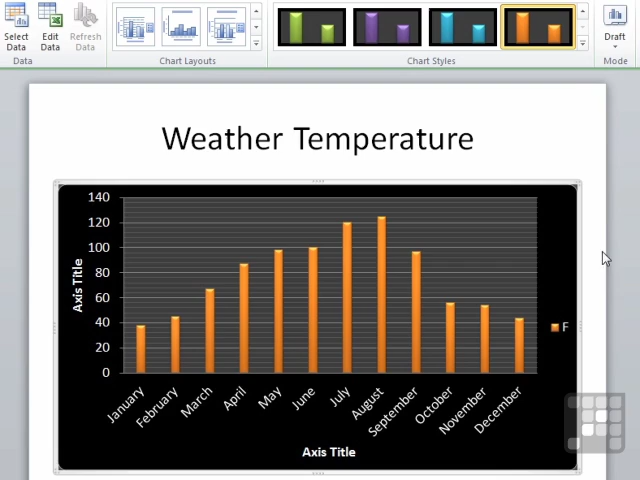 Select Data
Edit Data
Refresh Data
Draft
Data
Chart Layouts
Chart Styles
Mode
Weather Temperature
140
120
100
80
60
40
20
0
Axis Title
F
January
February
March
April
May
June
July
August
September
October
November
December
Axis Title